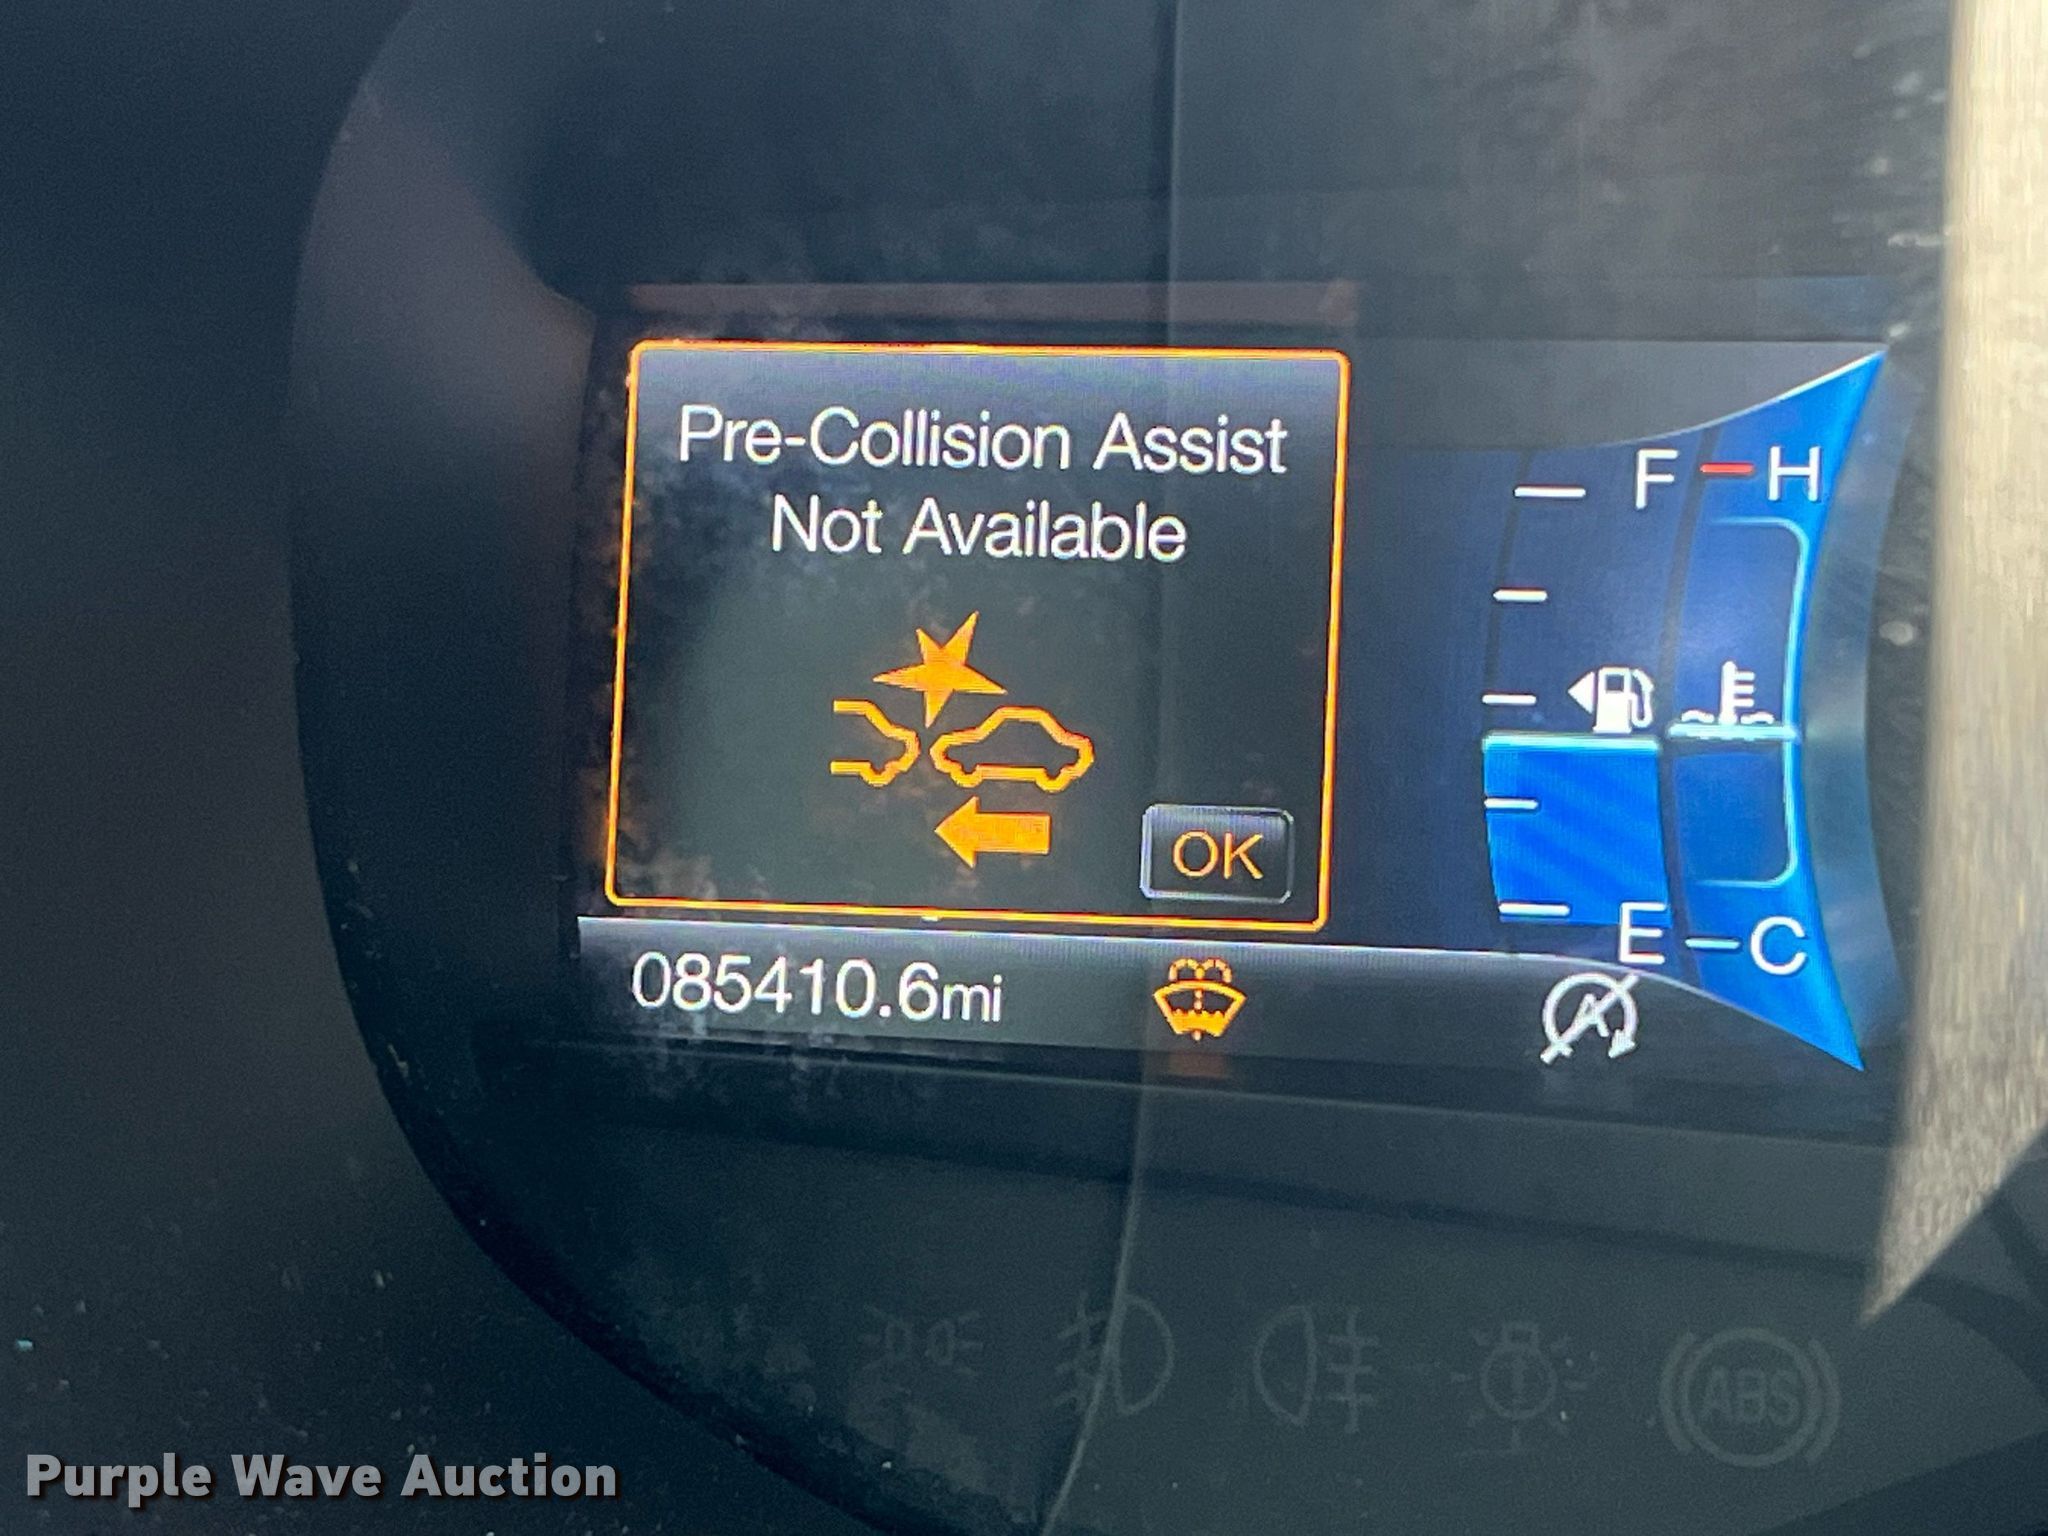 Pre-Collision Assist
Not Available
OK
F H
E C
085410.6mi
A
ABS
Purple Wave Auction